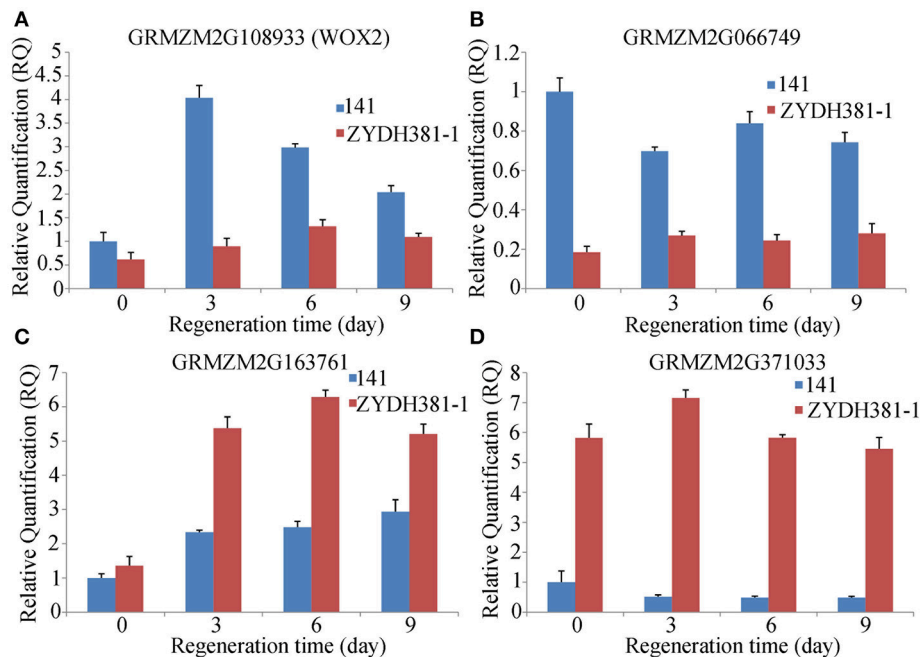 A
GRMZM2G108933 (WOX2)
Relative Quantification (RQ)
5
4.5
4
3.5
3
2.5
2
1.5
1
0.5
0
141
ZYDH381-1
0 3 6 9
Regeneration time (day)
B
GRMZM2G066749
Relative Quantification (RQ)
1.2
1
0.8
0.6
0.4
0.2
0
141
ZYDH381-1
0 3 6 9
Regeneration time (day)
C
GRMZM2G163761
Relative Quantification (RQ)
7
6
5
4
3
2
1
0
141
ZYDH381-1
0 3 6 9
Regeneration time (day)
D
GRMZM2G371033
Relative Quantification (RQ)
8
7
6
5
4
3
2
1
0
141
ZYDH381-1
0 3 6 9
Regeneration time (day)